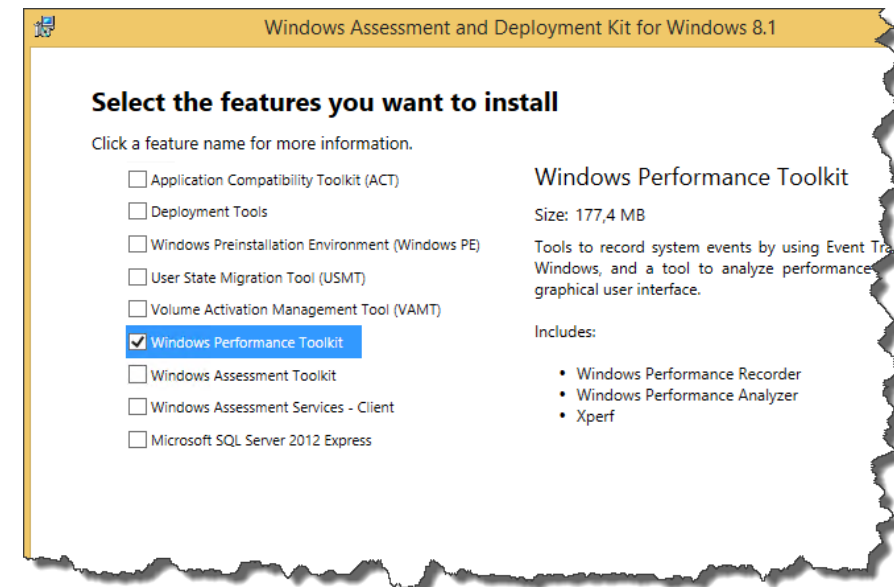 Windows Assessment and Deployment Kit for Windows 8.1
Select the features you want to install
Click a feature name for more information.
Application Compatibility Toolkit (ACT)
Deployment Tools
Windows Preinstallation Environment (Windows PE)
User State Migration Tool (USMT)
Volume Activation Management Tool (VAMT)
Windows Performance Toolkit
Windows Assessment Toolkit
Windows Assessment Services - Client
Microsoft SQL Server 2012 Express
Windows Performance Toolkit
Size: 177,4 MB
Tools to record system events by using Event
Windows, and a tool to analyze performance
graphical user interface.
Includes:
• Windows Performance Recorder
• Windows Performance Analyzer
• Xperf